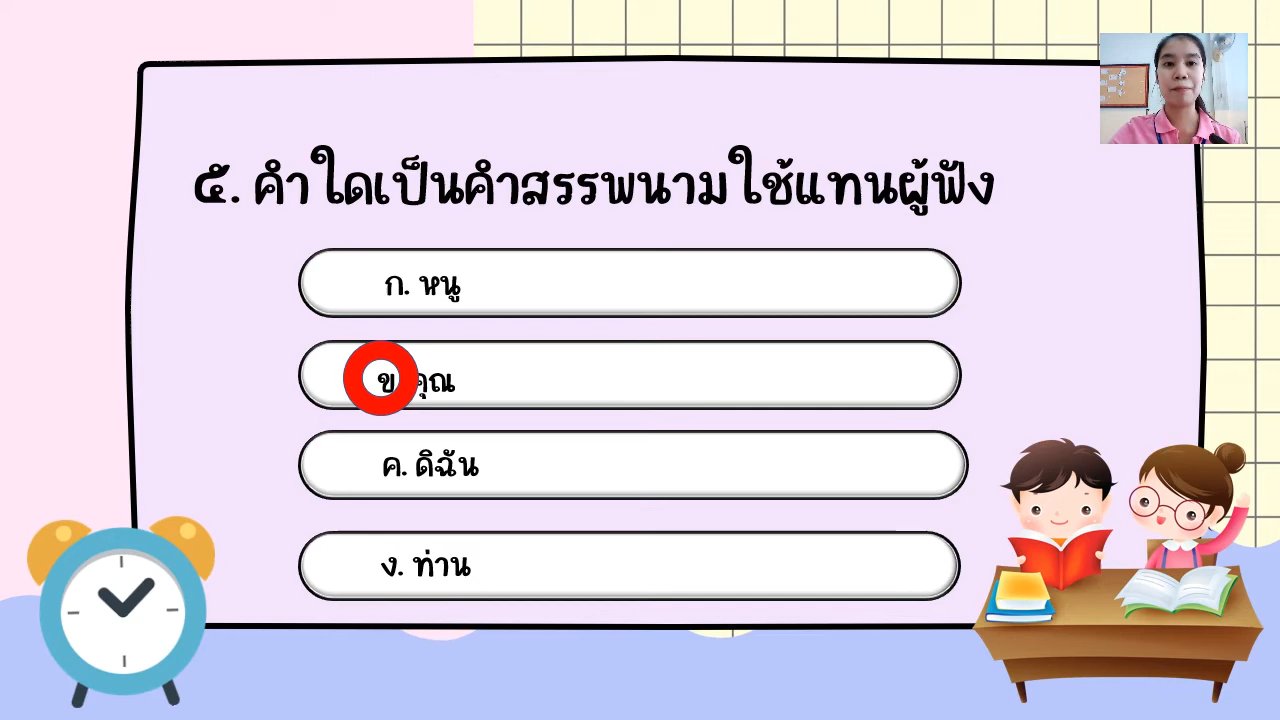 ๕. คำใดเป็นคำสรรพนามใช้แทนผู้ฟัง
ก. หนู
ข. คุณ
ค. ดิฉัน
ง. ท่าน